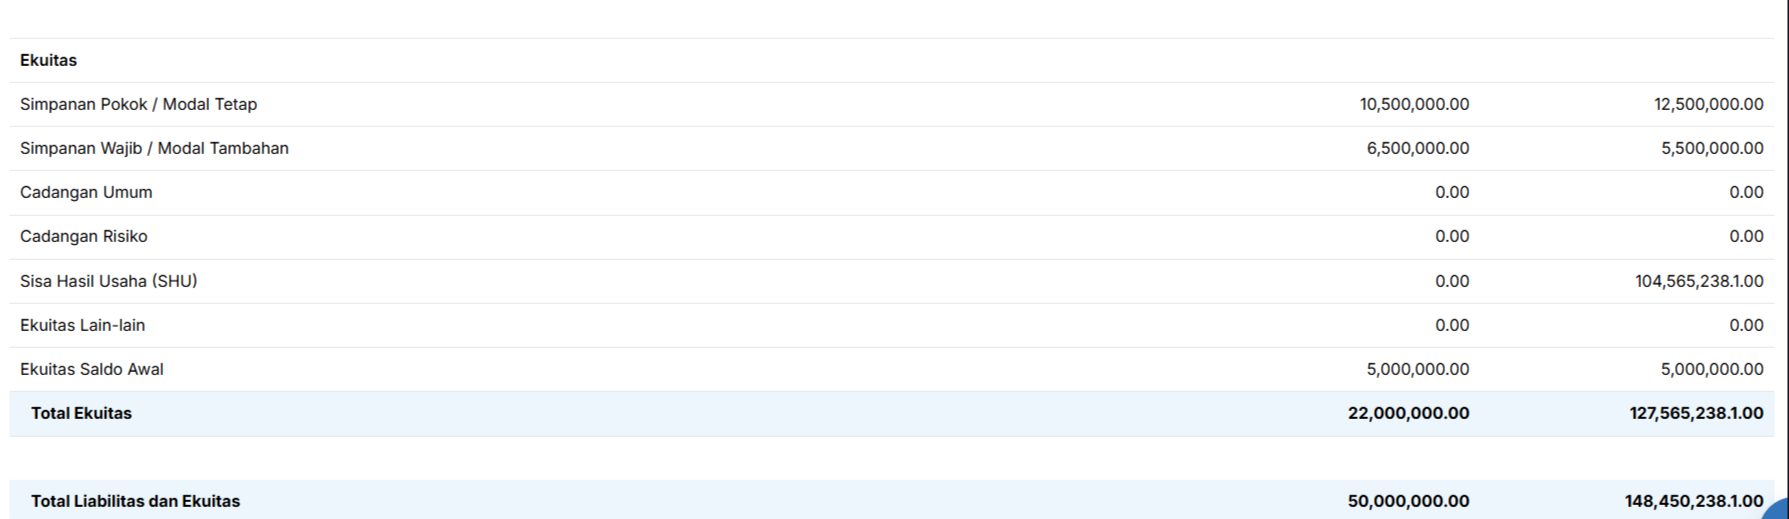 Ekuitas
Simpanan Pokok / Modal Tetap 10,500,000.00 12,500,000.00
Simpanan Wajib / Modal Tambahan 6,500,000.00 5,500,000.00
Cadangan Umum 0.00 0.00
Cadangan Risiko 0.00 0.00
Sisa Hasil Usaha (SHU) 0.00 104,565,238.1.00
Ekuitas Lain-lain 0.00 0.00
Ekuitas Saldo Awal 5,000,000.00 5,000,000.00
Total Ekuitas 22,000,000.00 127,565,238.1.00
Total Liabilitas dan Ekuitas 50,000,000.00 148,450,238.1.00